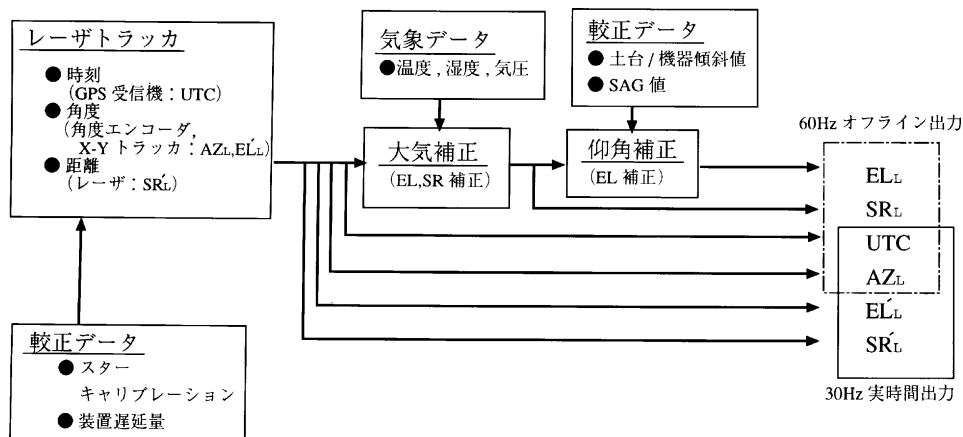 レーザトラッカ
● 時刻
(GPS 受信機：UTC)
● 角度
(角度エンコーダ,
X-Y トラッカ：AZL,EL´L)
● 距離
(レーザ：SR´L)
気象データ
●温度 , 湿度 , 気圧
較正データ
● 土台 / 機器傾斜値
● SAG 値
大気補正
(EL,SR 補正)
仰角補正
(EL 補正)
60Hz オフライン出力
ELL
SRL
UTC
AZL
EL´L
SR´L
30Hz 実時間出力
較正データ
● スター
キャリブレーション
● 装置遅延量